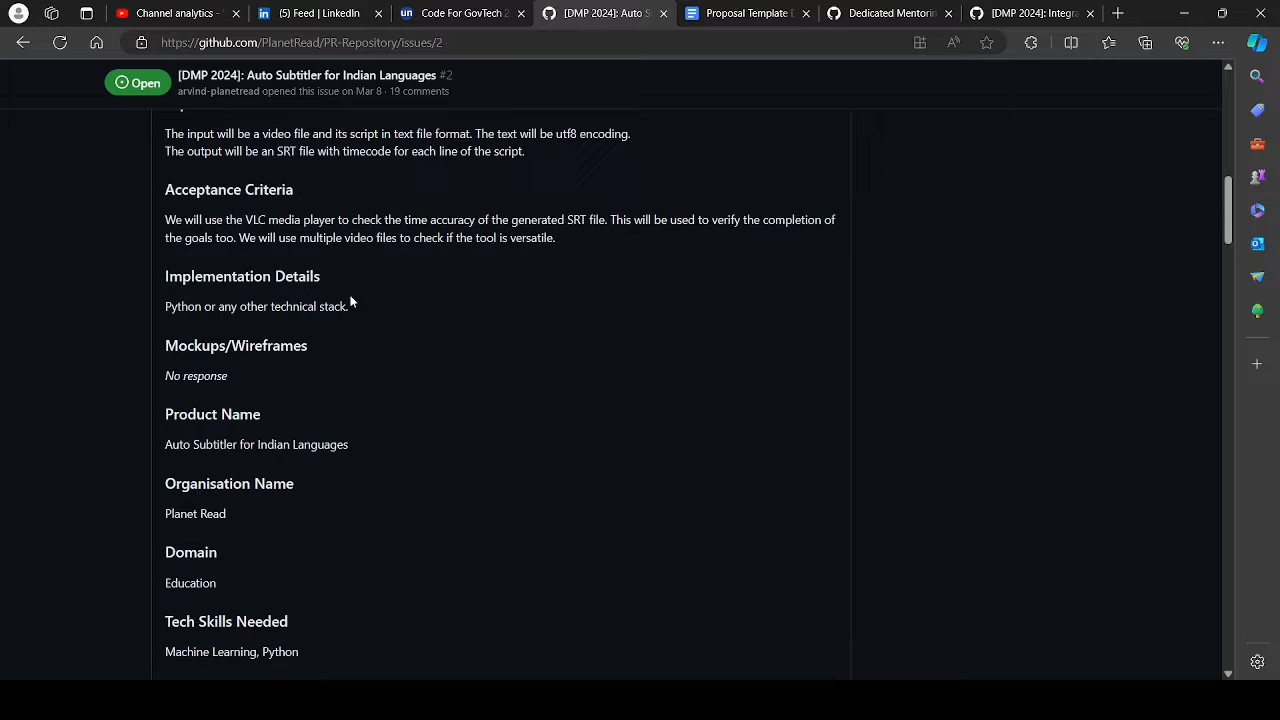 Channel analytics -
(5) Feed | LinkedIn
Code For GovTech 2
[DMP 2024]: Auto S
Proposal Template D
Dedicated Mentorin
[DMP 2024]: Integra
https://github.com/PlanetRead/PR-Repository/issues/2
Open
[DMP 2024]: Auto Subtitler for Indian Languages #2
arvind-planetread opened this issue on Mar 8 · 19 comments
The input will be a video file and its script in text file format. The text will be utf8 encoding.
The output will be an SRT file with timecode for each line of the script.
Acceptance Criteria
We will use the VLC media player to check the time accuracy of the generated SRT file. This will be used to verify the completion of
the goals too. We will use multiple video files to check if the tool is versatile.
Implementation Details
Python or any other technical stack.
Mockups/Wireframes
No response
Product Name
Auto Subtitler for Indian Languages
Organisation Name
Planet Read
Domain
Education
Tech Skills Needed
Machine Learning, Python